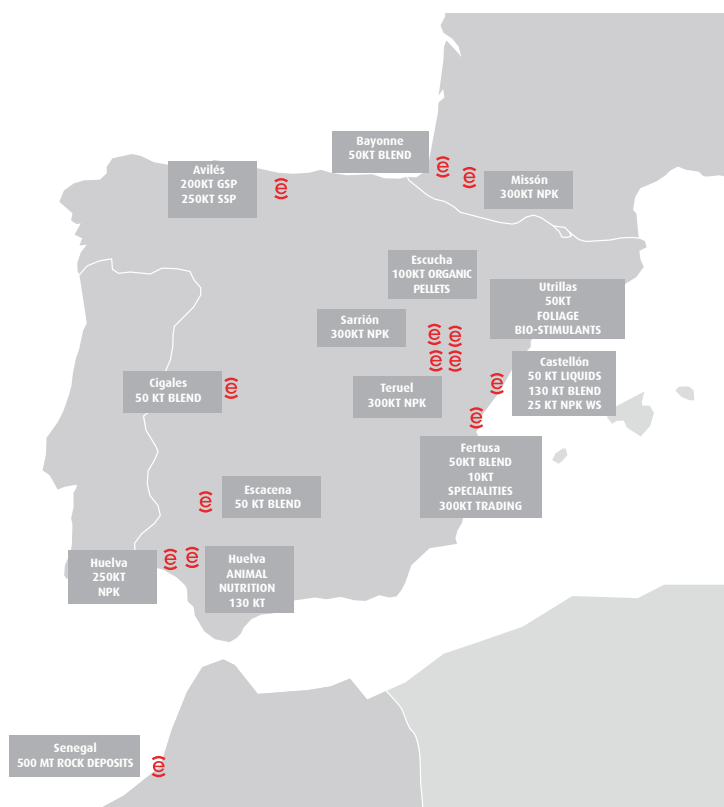 Bayonne
50KT BLEND
Avilés
200KT GSP
250KT SSP
Missón
300KT NPK
Escucha
100KT ORGANIC
PELLETS
Utrillas
50KT
FOLIAGE
BIO-STIMULANTS
Sarrión
300KT NPK
Castellón
50 KT LIQUIDS
130 KT BLEND
25 KT NPK WS
Cigales
50 KT BLEND
Teruel
300KT NPK
Fertusa
50KT BLEND
10KT
SPECIALITIES
300KT TRADING
Escacena
50 KT BLEND
Huelva
250KT
NPK
Huelva
ANIMAL
NUTRITION
130 KT
Senegal
500 MT ROCK DEPOSITS